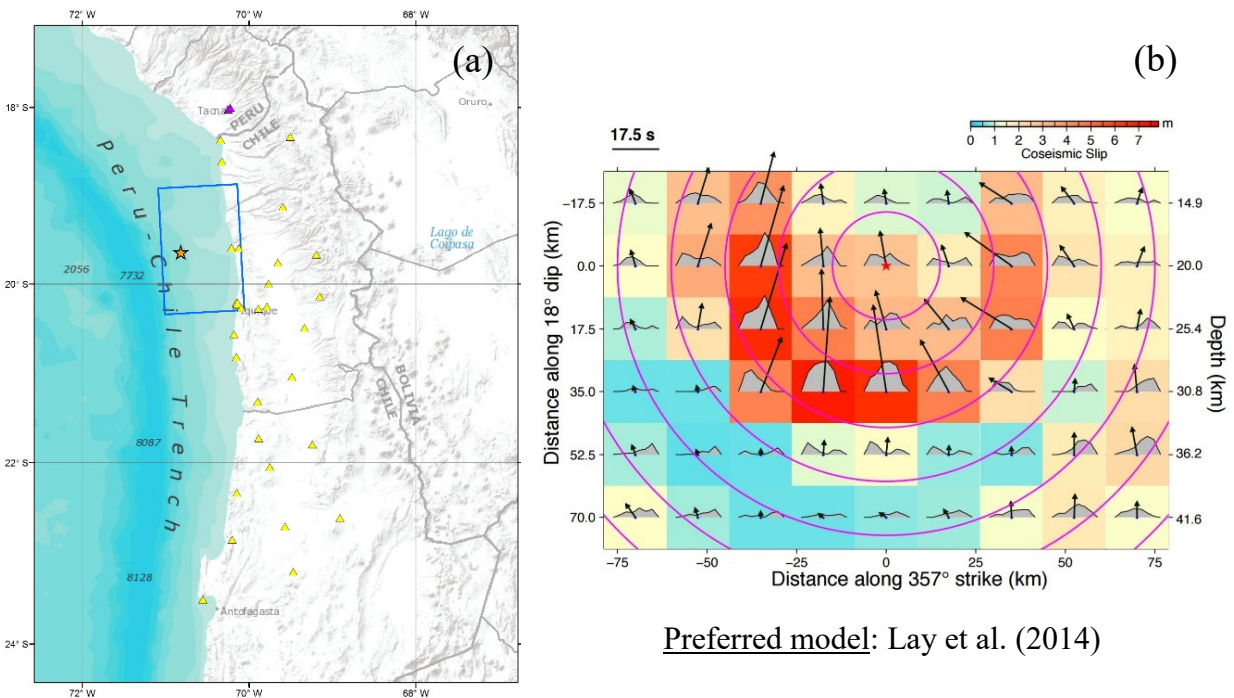 72° W 70° W 68° W
(a)
(b)
18° S
Tacna
PERU
CHILE
Oruro
Peru-Chile Trench
Lago de
Coipasa
2056
7732
20° S
Iquique
BOLIVIA
CHILE
8087
22° S
8128
Antofagasta
24° S
72° W 70° W 68° W
17.5 s
m
0 1 2 3 4 5 6 7
Coseismic Slip
Distance along 18° dip (km)
−17.5
0.0
17.5
35.0
52.5
70.0
14.9
20.0
25.4
30.8
36.2
41.6
Depth (km)
−75 −50 −25 0 25 50 75
Distance along 357° strike (km)
Preferred model: Lay et al. (2014)